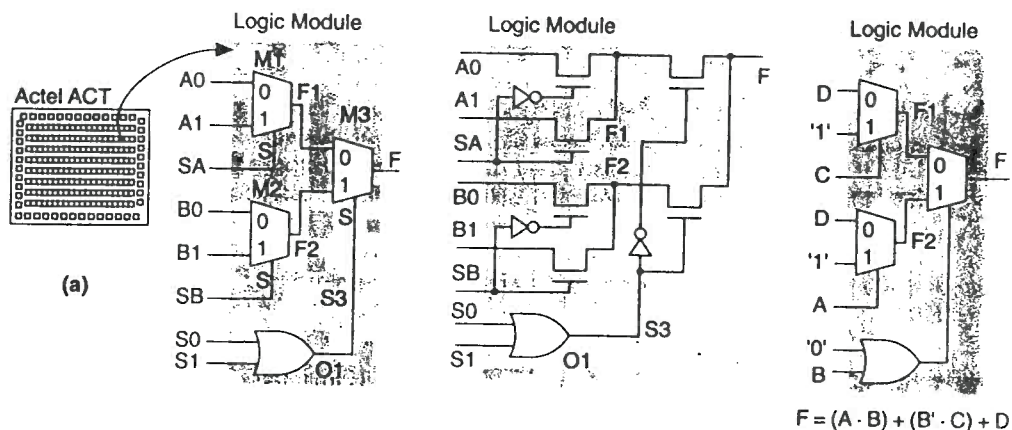 Logic Module
M1
A0
0
F1
Actel ACT
A1
1
M3
S
0
F
SA
M2
1
B0
0
S
B1
1
F2
(a)
S
SB
S3
S0
S1
O1
Logic Module
A0
F
A1
F1
SA
F2
B0
B1
SB
S0
S3
S1
O1
Logic Module
D
0
F1
'1'
1
0
F
C
1
D
0
F2
'1'
1
A
'0'
B
F = (A · B) + (B' · C) + D